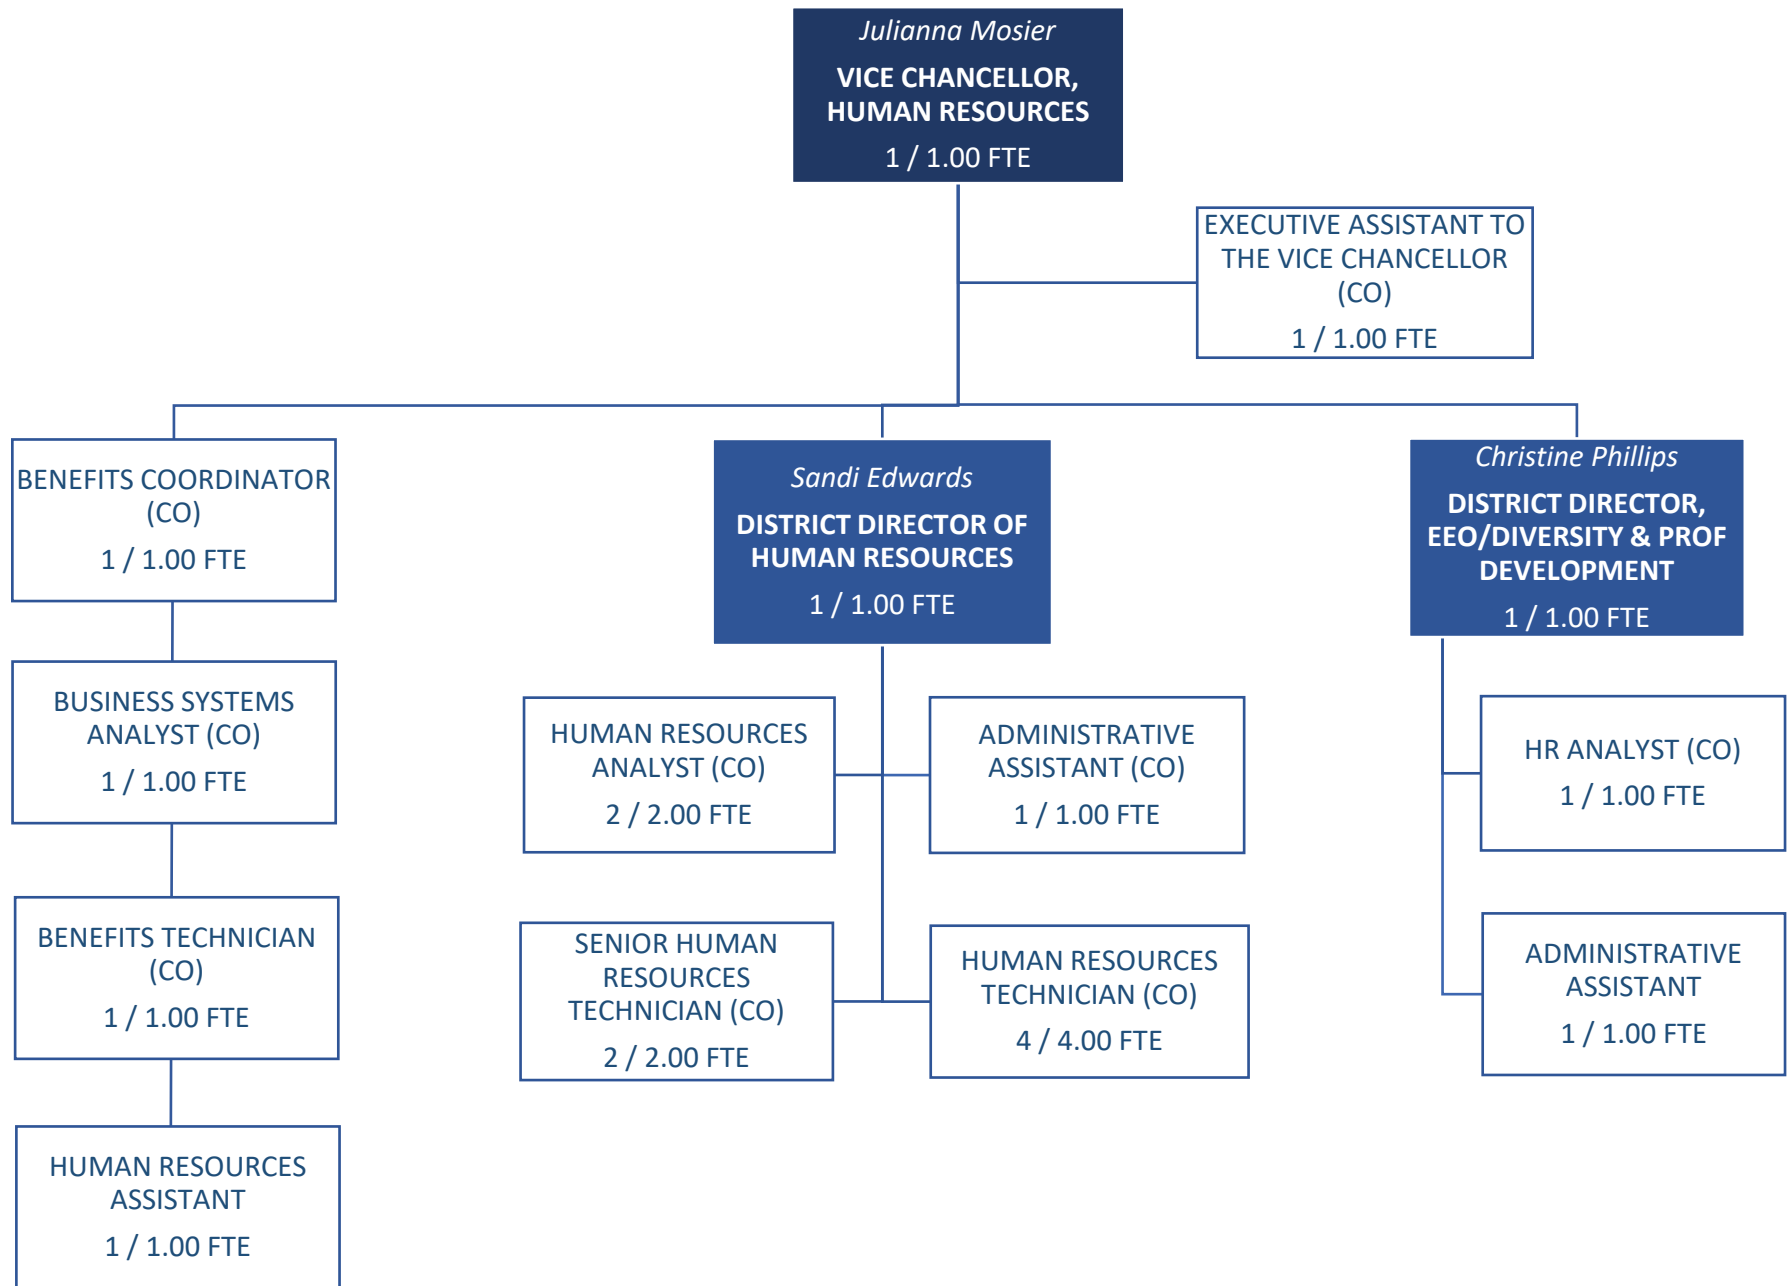 Julianna Mosier
VICE CHANCELLOR,
HUMAN RESOURCES
1 / 1.00 FTE
EXECUTIVE ASSISTANT TO
THE VICE CHANCELLOR
(CO)
1 / 1.00 FTE
BENEFITS COORDINATOR
(CO)
1 / 1.00 FTE
BUSINESS SYSTEMS
ANALYST (CO)
1 / 1.00 FTE
BENEFITS TECHNICIAN
(CO)
1 / 1.00 FTE
HUMAN RESOURCES
ASSISTANT
1 / 1.00 FTE
Sandi Edwards
DISTRICT DIRECTOR OF
HUMAN RESOURCES
1 / 1.00 FTE
HUMAN RESOURCES
ANALYST (CO)
2 / 2.00 FTE
ADMINISTRATIVE
ASSISTANT (CO)
1 / 1.00 FTE
SENIOR HUMAN
RESOURCES
TECHNICIAN (CO)
2 / 2.00 FTE
HUMAN RESOURCES
TECHNICIAN (CO)
4 / 4.00 FTE
Christine Phillips
DISTRICT DIRECTOR,
EEO/DIVERSITY & PROF
DEVELOPMENT
1 / 1.00 FTE
HR ANALYST (CO)
1 / 1.00 FTE
ADMINISTRATIVE
ASSISTANT
1 / 1.00 FTE